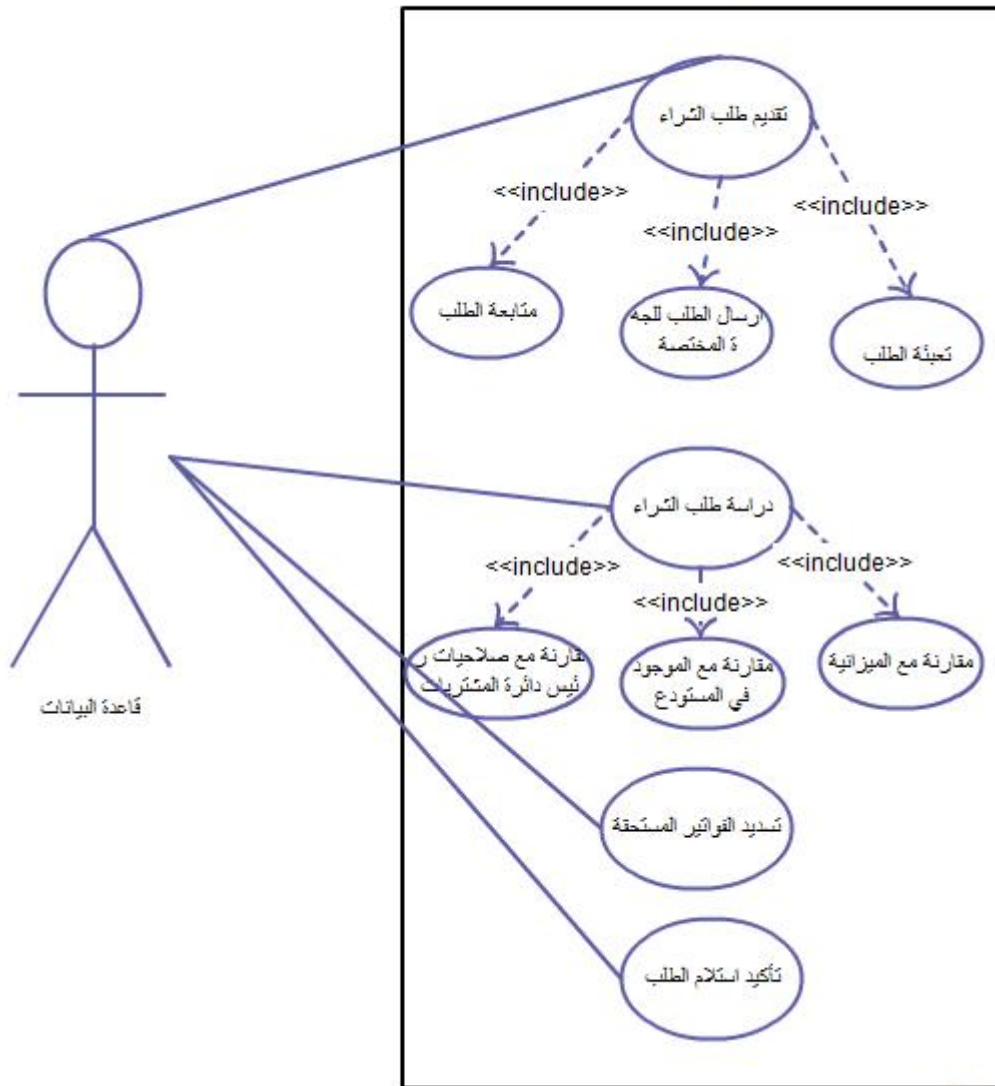 تقديم طلب الشراء
<<include>>
<<include>>
<<include>>
متابعة الطلب
ارسال الطلب للجه
ة المختصة
تعبئة الطلب
دراسة طلب الشراء
<<include>>
<<include>>
<<include>>
مقارنة مع صلاحيات ر
ئيس دائرة المشتريات
مقارنة مع الموجود
في المستودع
مقارنة مع الميزانية
قاعدة البيانات
تسديد الفواتير المستحقة
تأكيد استلام الطلب